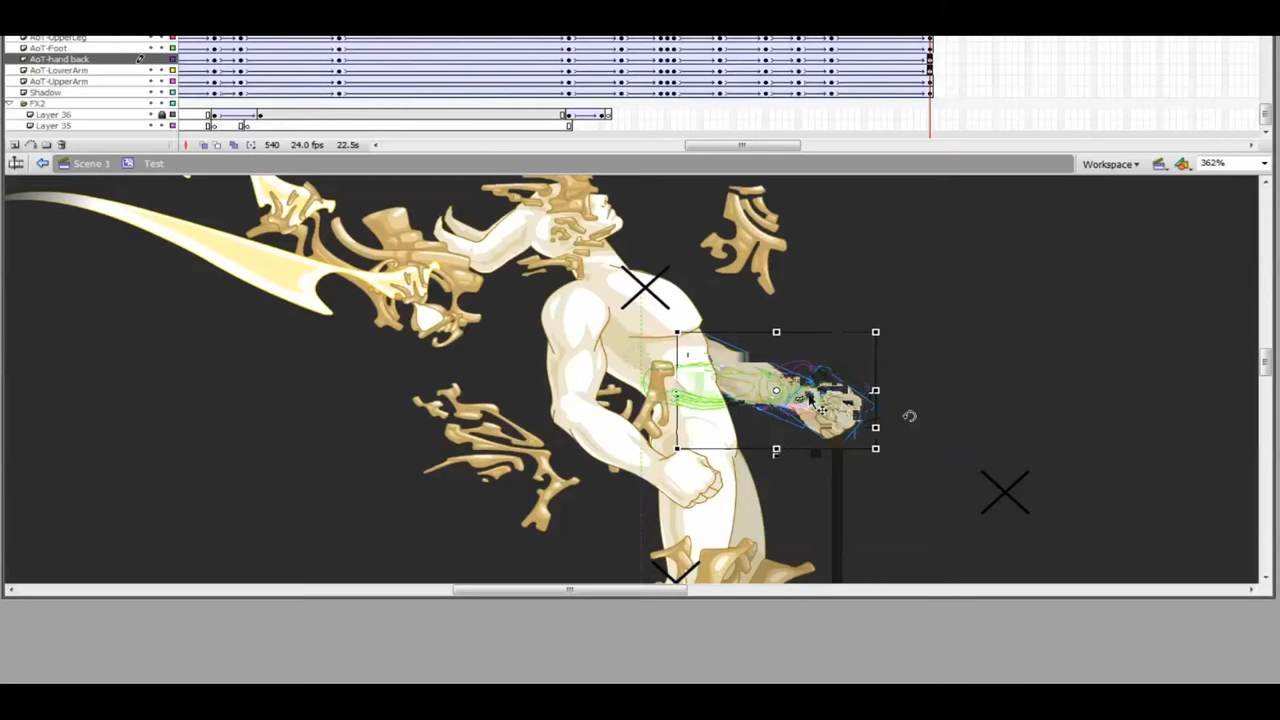 AoT-UpperLeg
AoT-Foot
AoT-hand back
AoT-LowerArm
AoT-UpperArm
Shadow
FX2
Layer 36
Layer 35
540 24.0 fps 22.5s
Scene 1 Test Workspace 362%